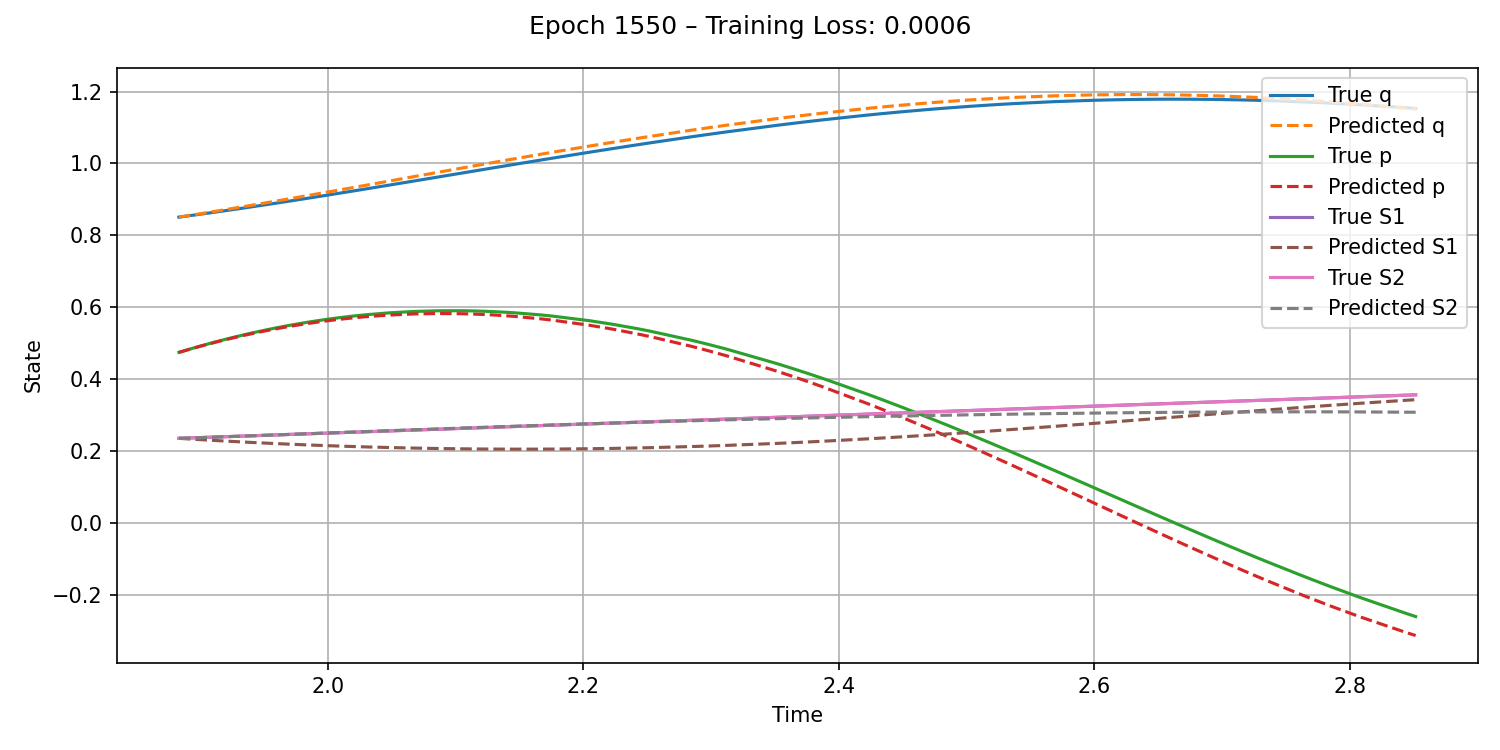 Epoch 1550 – Training Loss: 0.0006
1.2
1.0
0.8
0.6
0.4
0.2
0.0
−0.2
State
2.0
2.2
2.4
2.6
2.8
Time
True q
Predicted q
True p
Predicted p
True S1
Predicted S1
True S2
Predicted S2